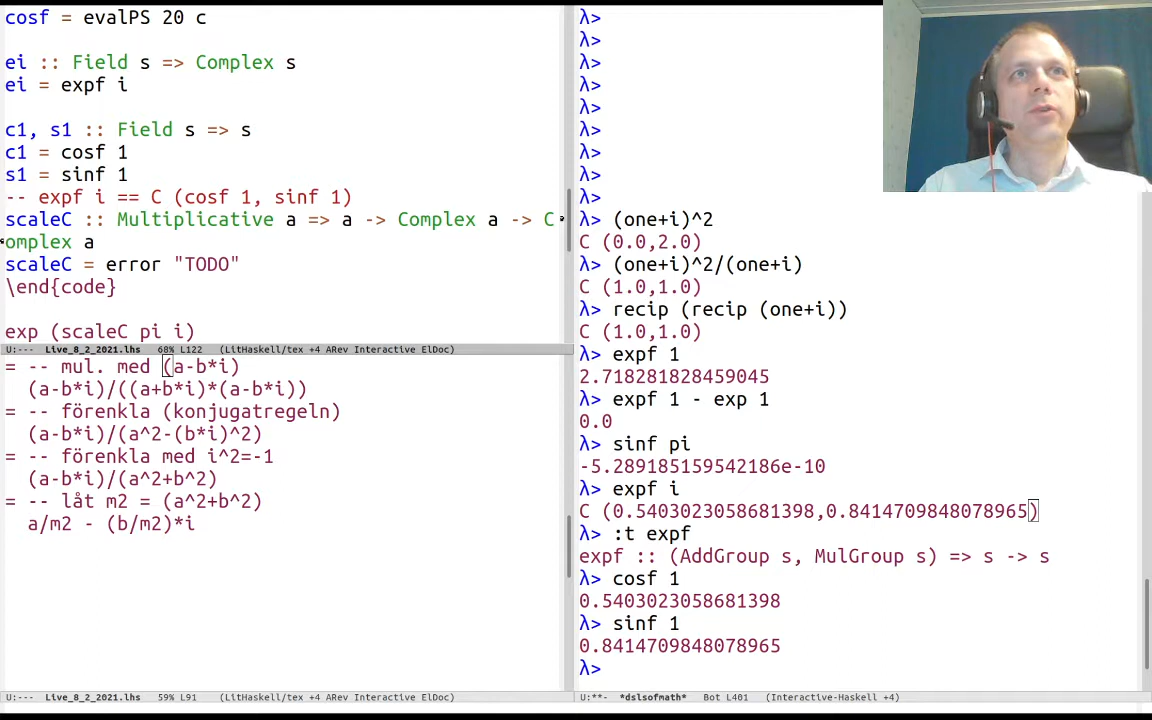 cosf = evalPS 20 c
ei :: Field s => Complex s
ei = expf i
c1, s1 :: Field s => s
c1 = cosf 1
s1 = sinf 1
-- expf i == C (cosf 1, sinf 1)
scaleC :: Multiplicative a => a -> Complex a -> C
omplex a
scaleC = error "TODO"
\end{code}
exp (scaleC pi i)
U:--- Live_8_2_2021.lhs 68% L122 (LitHaskell/tex +4 ARev Interactive ElDoc)
= -- mul. med (a-b*i)
(a-b*i)/((a+b*i)*(a-b*i))
= -- förenkla (konjugatregeln)
(a-b*i)/(a^2-(b*i)^2)
= -- förenkla med i^2=-1
(a-b*i)/(a^2+b^2)
= -- låt m2 = (a^2+b^2)
a/m2 - (b/m2)*i
U:--- Live_8_2_2021.lhs 59% L91 (LitHaskell/tex +4 ARev Interactive ElDoc)
λ>
λ>
λ>
λ>
λ>
λ>
λ>
λ>
λ>
λ> (one+i)^2
C (0.0,2.0)
λ> (one+i)^2/(one+i)
C (1.0,1.0)
λ> recip (recip (one+i))
C (1.0,1.0)
λ> expf 1
2.718281828459045
λ> expf 1 - exp 1
0.0
λ> sinf pi
-5.289185159542186e-10
λ> expf i
C (0.5403023058681398,0.8414709848078965)
λ> :t expf
expf :: (AddGroup s, MulGroup s) => s -> s
λ> cosf 1
0.5403023058681398
λ> sinf 1
0.8414709848078965
λ>
U:**- *dslsofmath* Bot L401 (Interactive-Haskell +4)